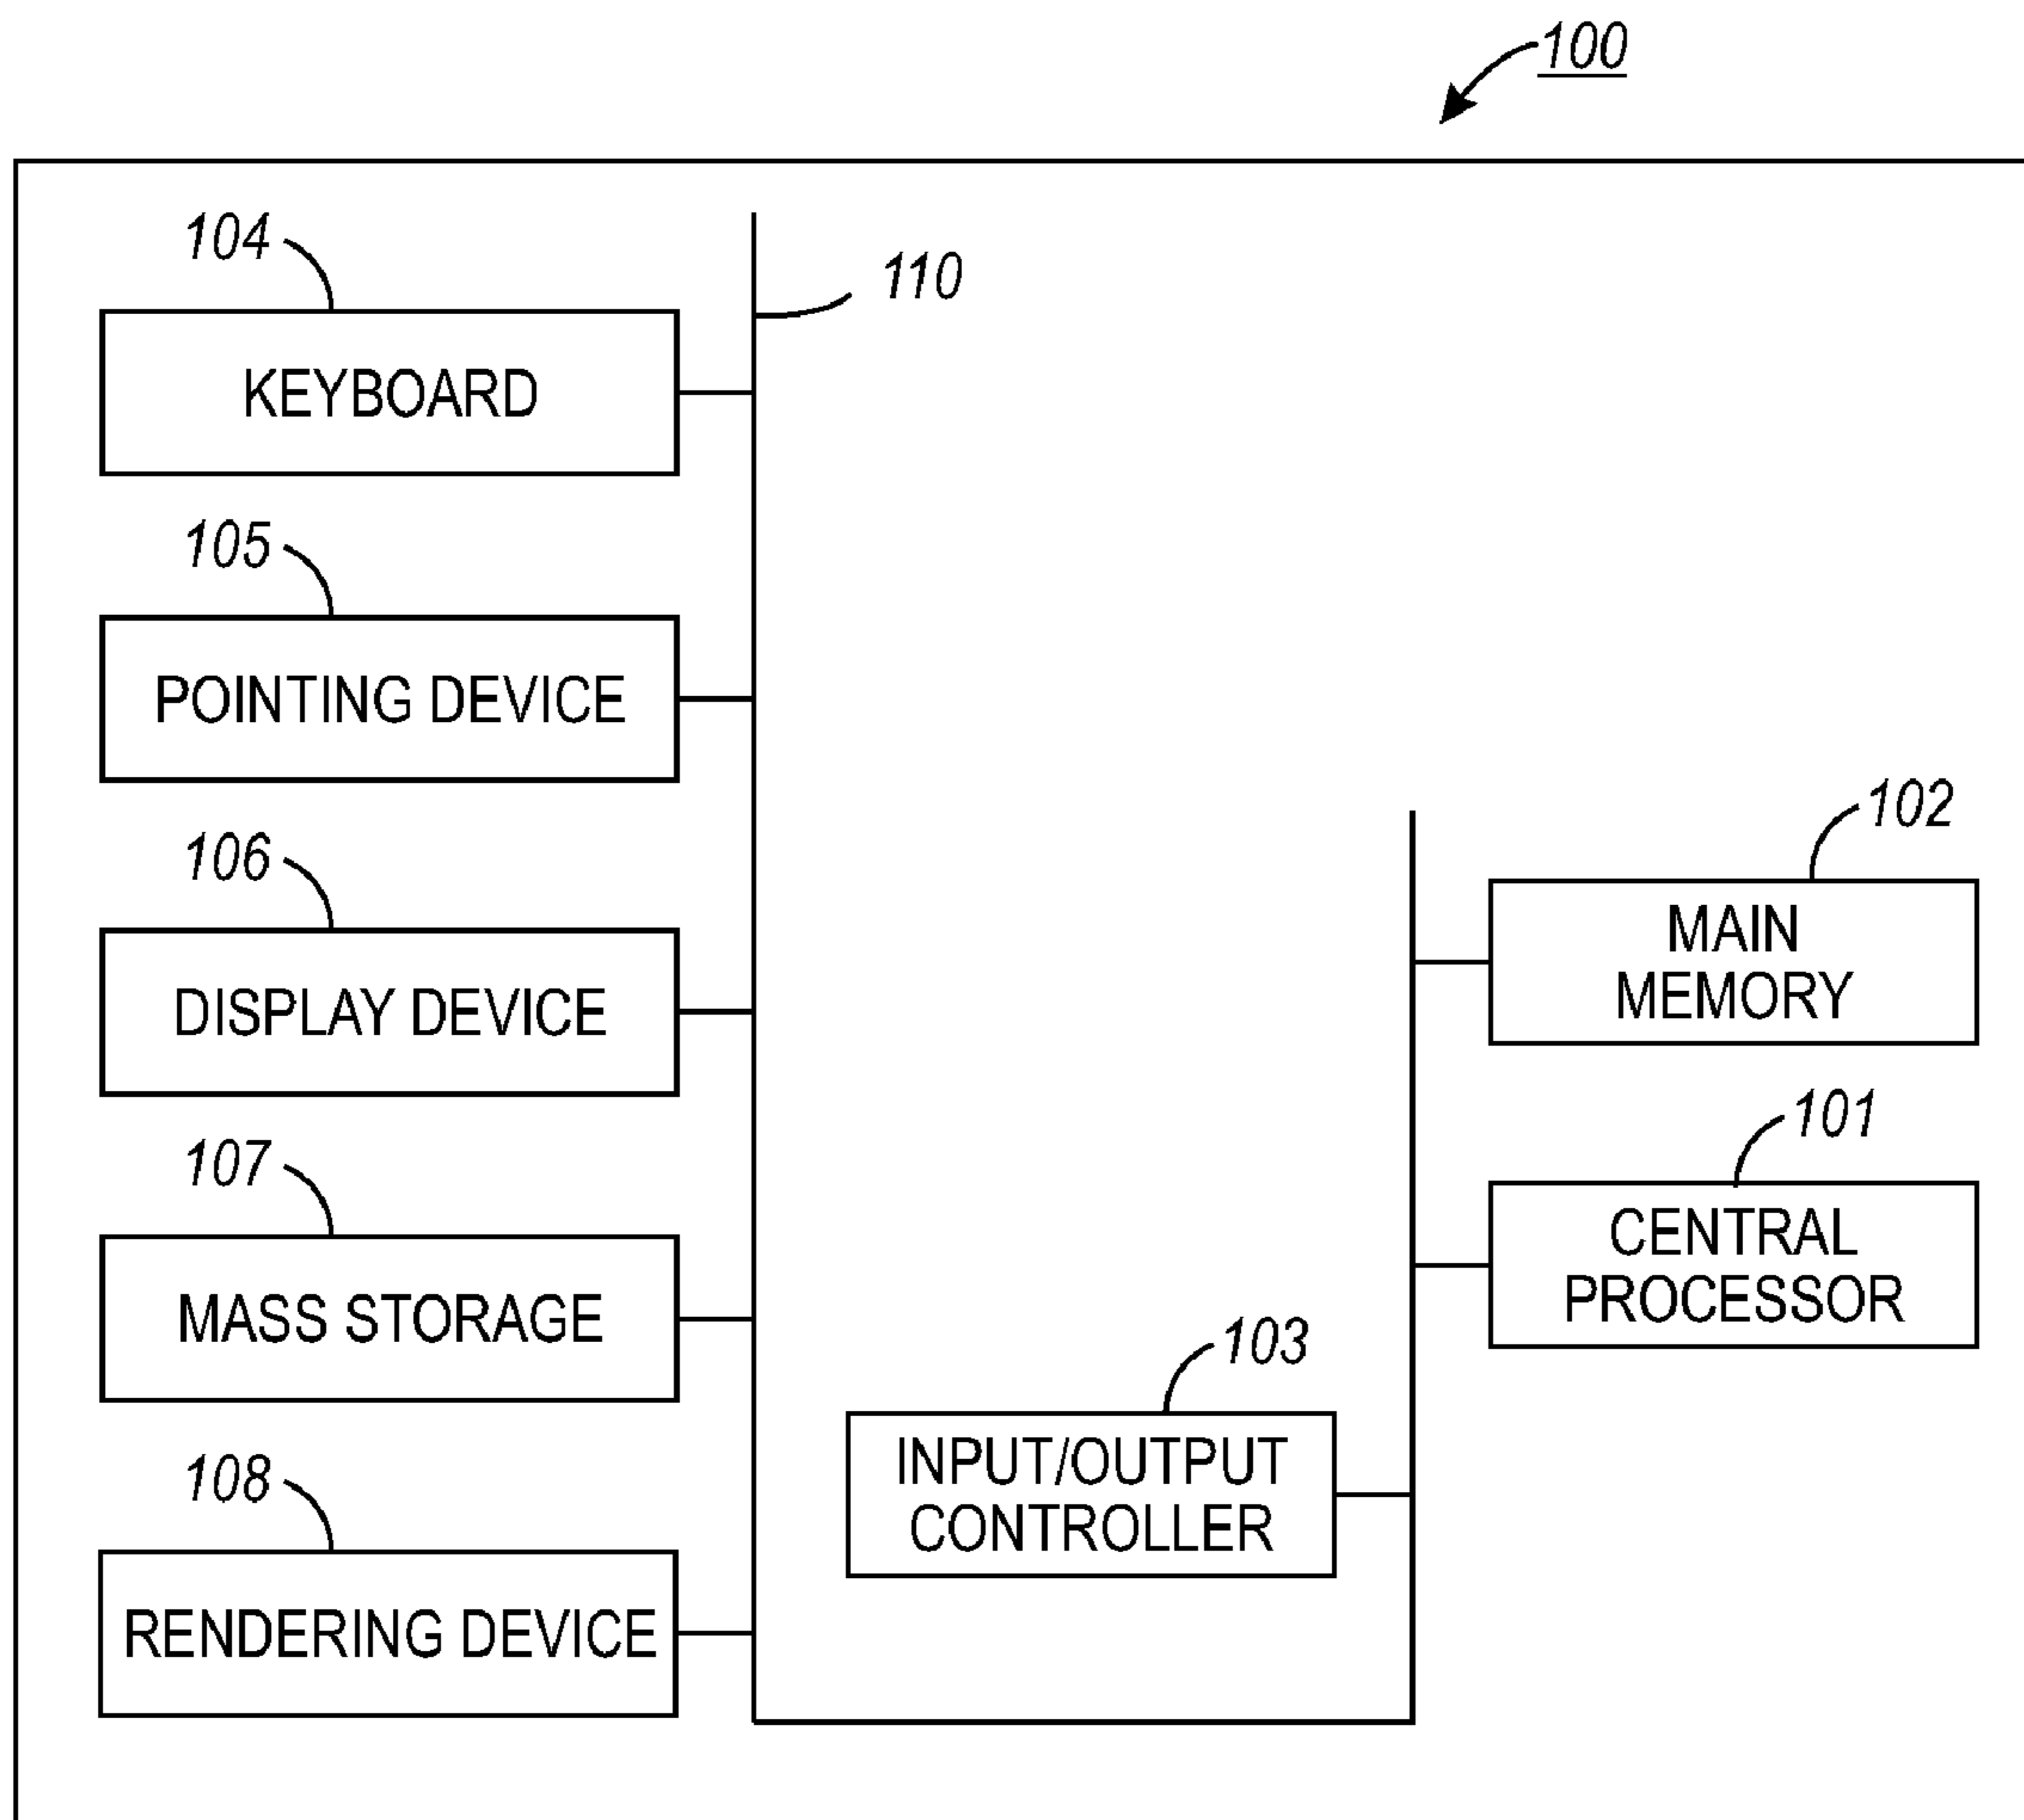 100
104
110
KEYBOARD
105
POINTING DEVICE
106
DISPLAY DEVICE
107
MASS STORAGE
108
RENDERING DEVICE
102
MAIN
MEMORY
101
CENTRAL
PROCESSOR
103
INPUT/OUTPUT
CONTROLLER